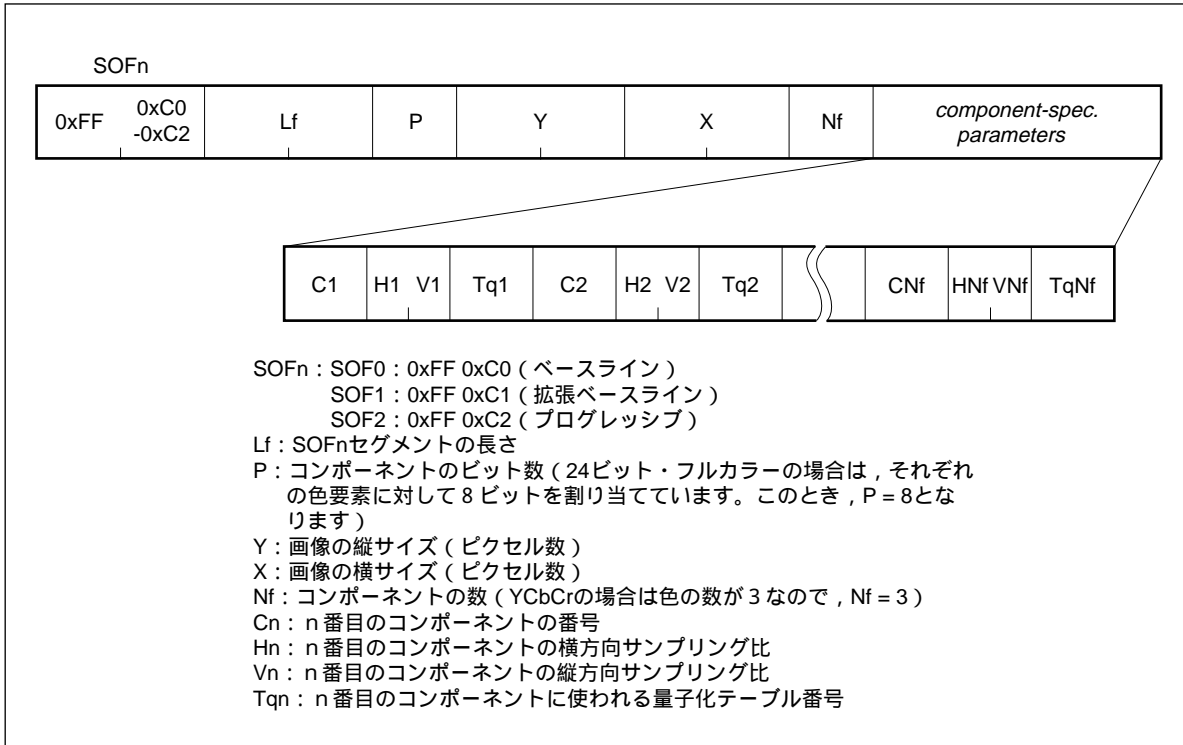 SOFn
0xFF 0xC0 -0xC2 Lf P Y X Nf component-spec. parameters
C1 H1 V1 Tq1 C2 H2 V2 Tq2 CNf HNf VNf TqNf
SOFn：SOF0：0xFF 0xC0（ベースライン）
SOF1：0xFF 0xC1（拡張ベースライン）
SOF2：0xFF 0xC2（プログレッシブ）
Lf：SOFnセグメントの長さ
P：コンポーネントのビット数（24ビット・フルカラーの場合は，それぞれ
の色要素に対して８ビットを割り当てています。このとき，P = 8とな
ります）
Y：画像の縦サイズ（ピクセル数）
X：画像の横サイズ（ピクセル数）
Nf：コンポーネントの数（YCbCrの場合は色の数が３なので，Nf = 3）
Cn：ｎ番目のコンポーネントの番号
Hn：ｎ番目のコンポーネントの横方向サンプリング比
Vn：ｎ番目のコンポーネントの縦方向サンプリング比
Tqn：ｎ番目のコンポーネントに使われる量子化テーブル番号